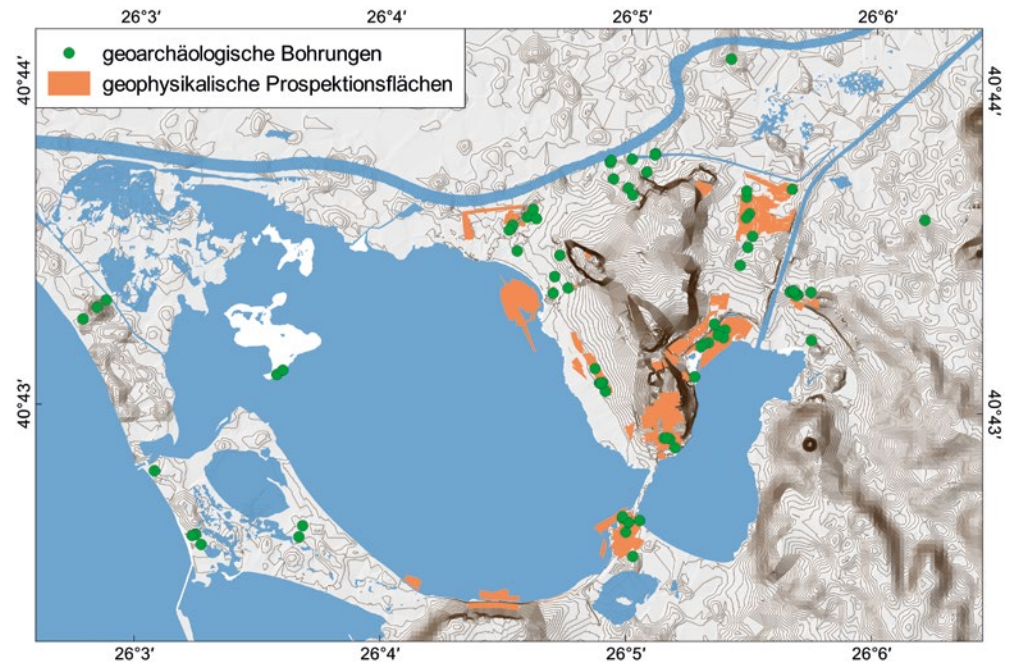 26°3' 26°4' 26°5' 26°6'
geoarchäologische Bohrungen
geophysikalische Prospektionsflächen
40°44' 40°44'
40°43' 40°43'
26°3' 26°4' 26°5' 26°6'